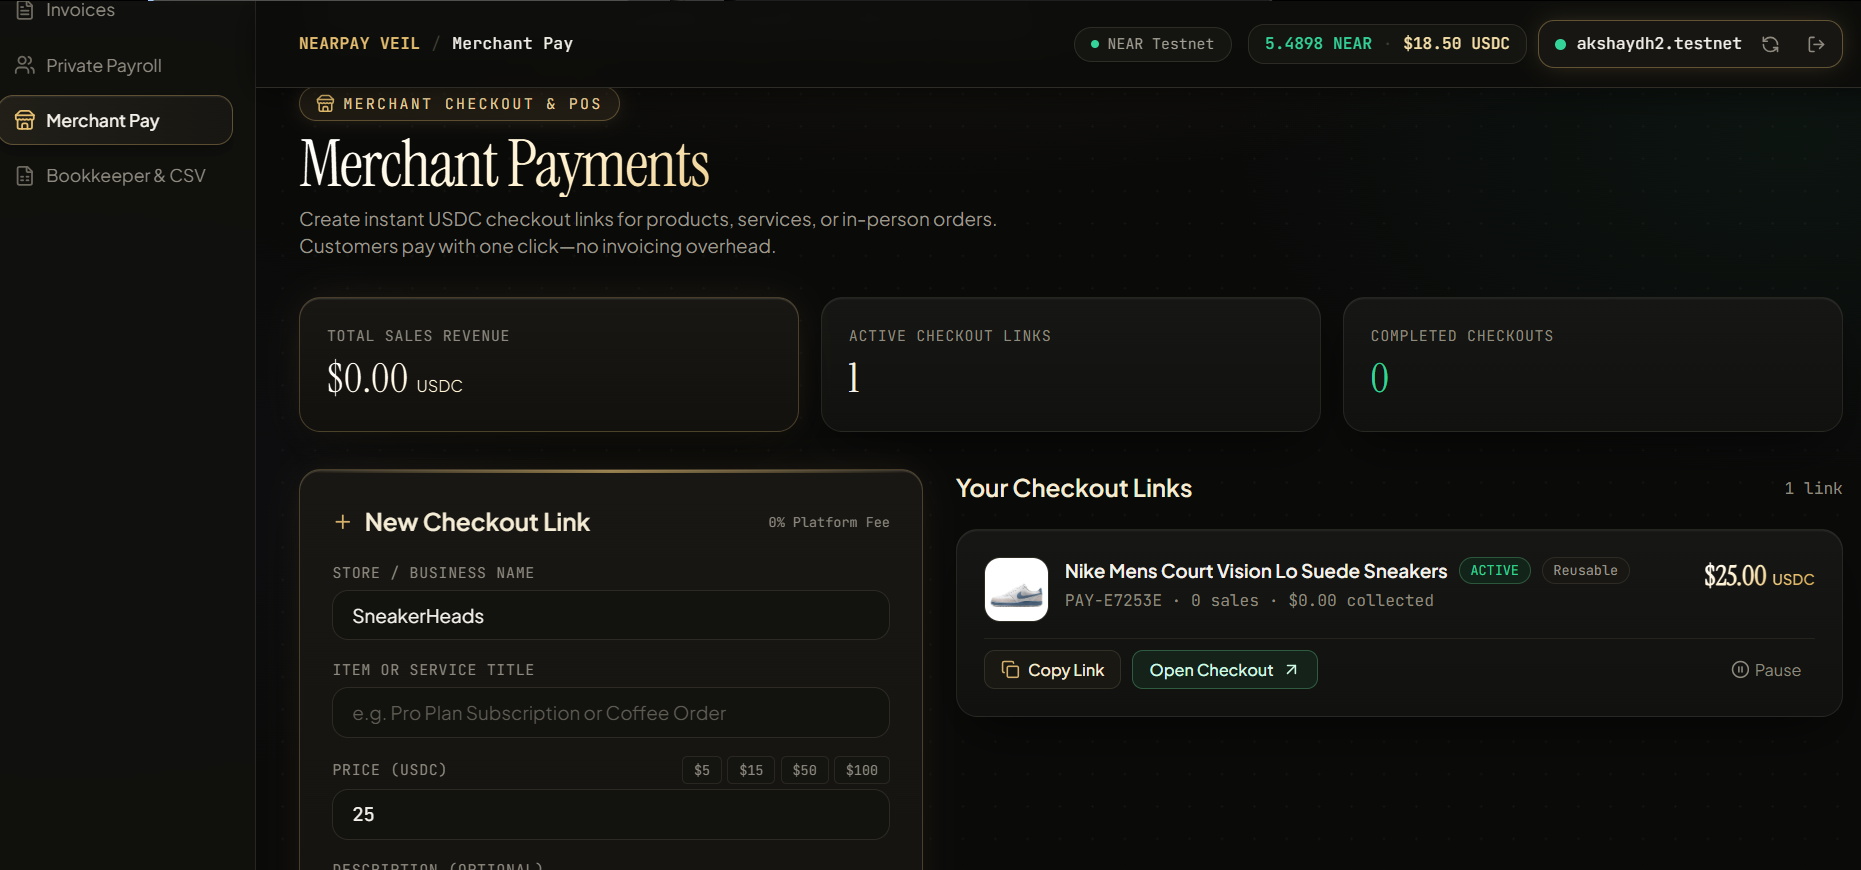 Invoices
Private Payroll
Merchant Pay
Bookkeeper & CSV
NEARPAY VEIL / Merchant Pay
NEAR Testnet
5.4898 NEAR · $18.50 USDC
akshaydh2.testnet
MERCHANT CHECKOUT & POS
Merchant Payments
Create instant USDC checkout links for products, services, or in-person orders.
Customers pay with one click—no invoicing overhead.
TOTAL SALES REVENUE
$0.00 USDC
ACTIVE CHECKOUT LINKS
1
COMPLETED CHECKOUTS
0
+ New Checkout Link
0% Platform Fee
STORE / BUSINESS NAME
SneakerHeads
ITEM OR SERVICE TITLE
e.g. Pro Plan Subscription or Coffee Order
PRICE (USDC)
$5 $15 $50 $100
25
DESCRIPTION (OPTIONAL)
Your Checkout Links
1 link
Nike Mens Court Vision Lo Suede Sneakers ACTIVE Reusable
PAY-E7253E · 0 sales · $0.00 collected
$25.00 USDC
Copy Link
Open Checkout
Pause